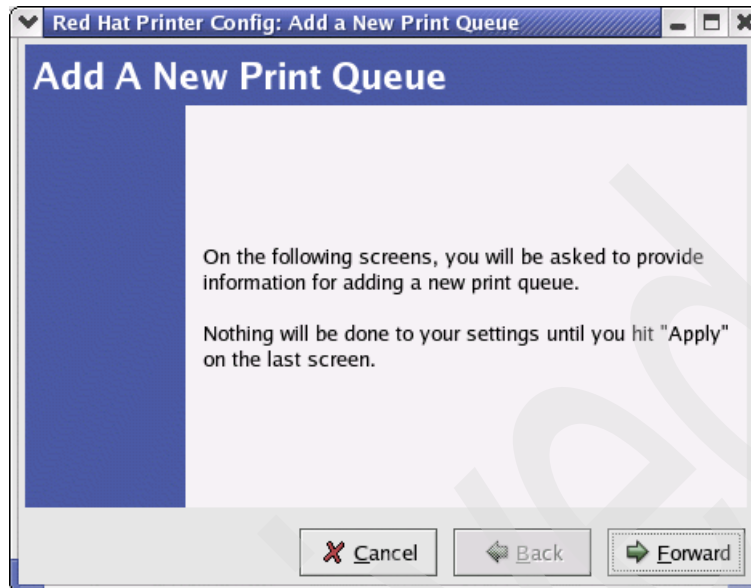 Red Hat Printer Config: Add a New Print Queue
Add A New Print Queue
On the following screens, you will be asked to provide
information for adding a new print queue.
Nothing will be done to your settings until you hit "Apply"
on the last screen.
Cancel
Back
Forward